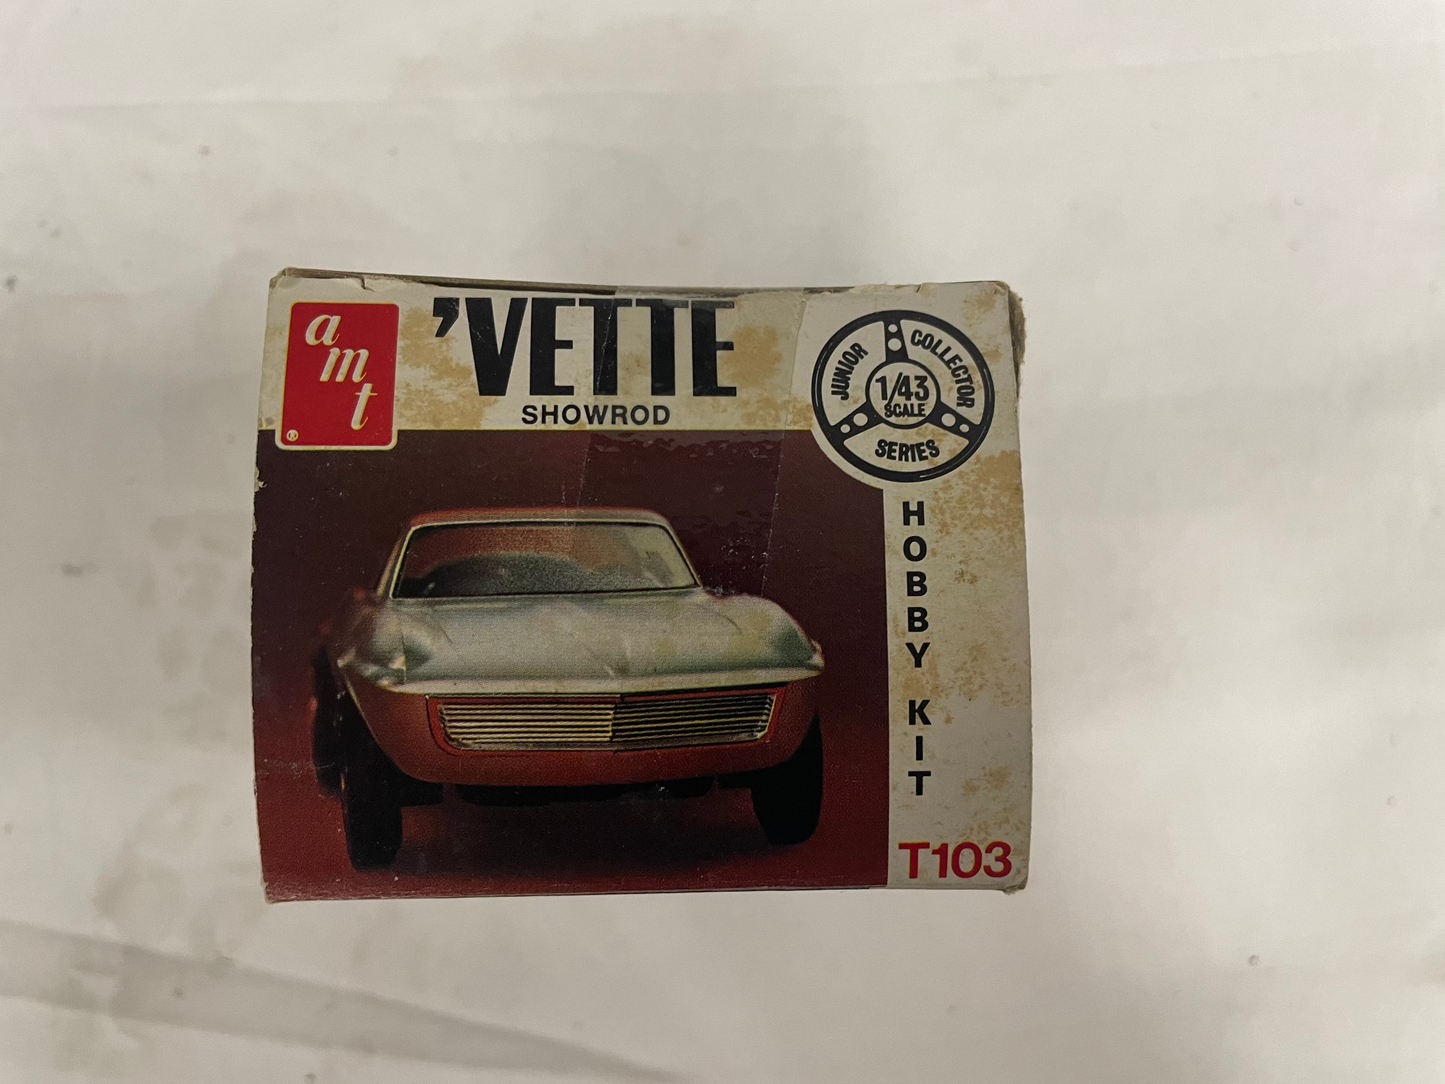 amt
®
'VETTE
SHOWROD
JUNIOR COLLECTOR
1/43
SCALE
SERIES
HOBBY KIT
T103